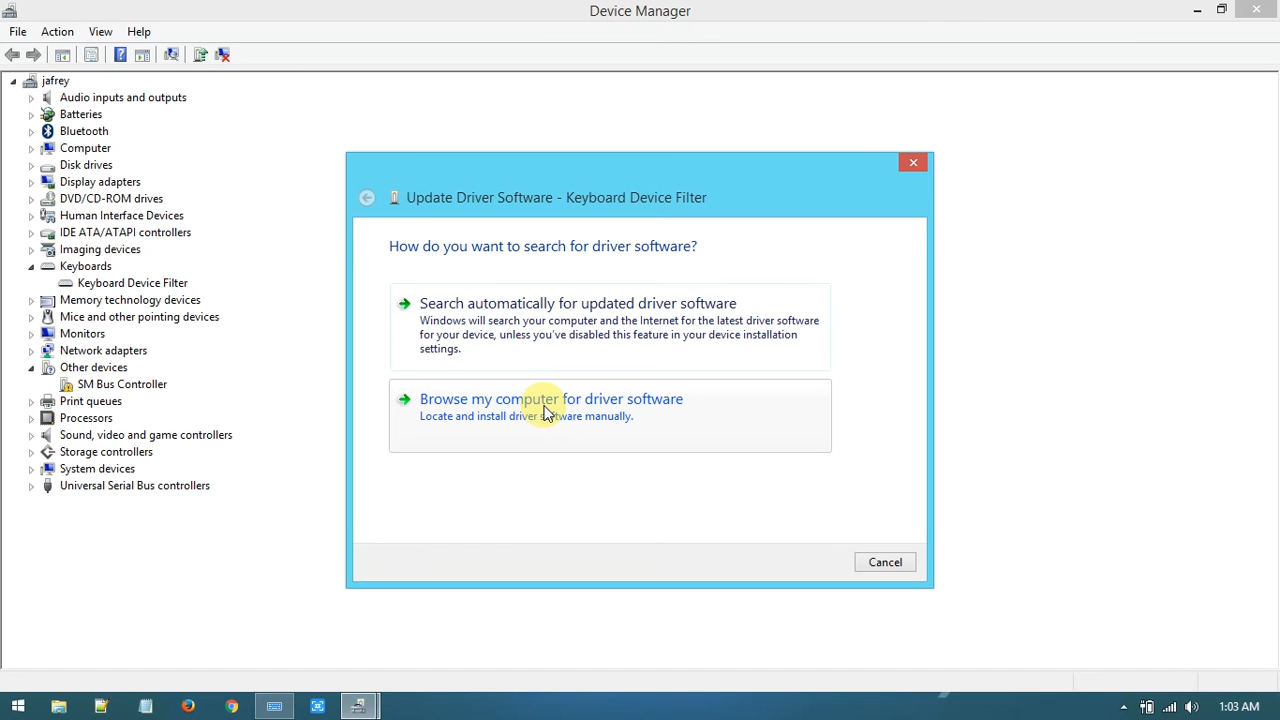 Device Manager
File Action View Help
jafrey
Audio inputs and outputs
Batteries
Bluetooth
Computer
Disk drives
Display adapters
DVD/CD-ROM drives
Human Interface Devices
IDE ATA/ATAPI controllers
Imaging devices
Keyboards
Keyboard Device Filter
Memory technology devices
Mice and other pointing devices
Monitors
Network adapters
Other devices
SM Bus Controller
Print queues
Processors
Sound, video and game controllers
Storage controllers
System devices
Universal Serial Bus controllers
Update Driver Software - Keyboard Device Filter
How do you want to search for driver software?
Search automatically for updated driver software
Windows will search your computer and the Internet for the latest driver software
for your device, unless you've disabled this feature in your device installation
settings.
Browse my computer for driver software
Locate and install driver software manually.
Cancel
1:03 AM